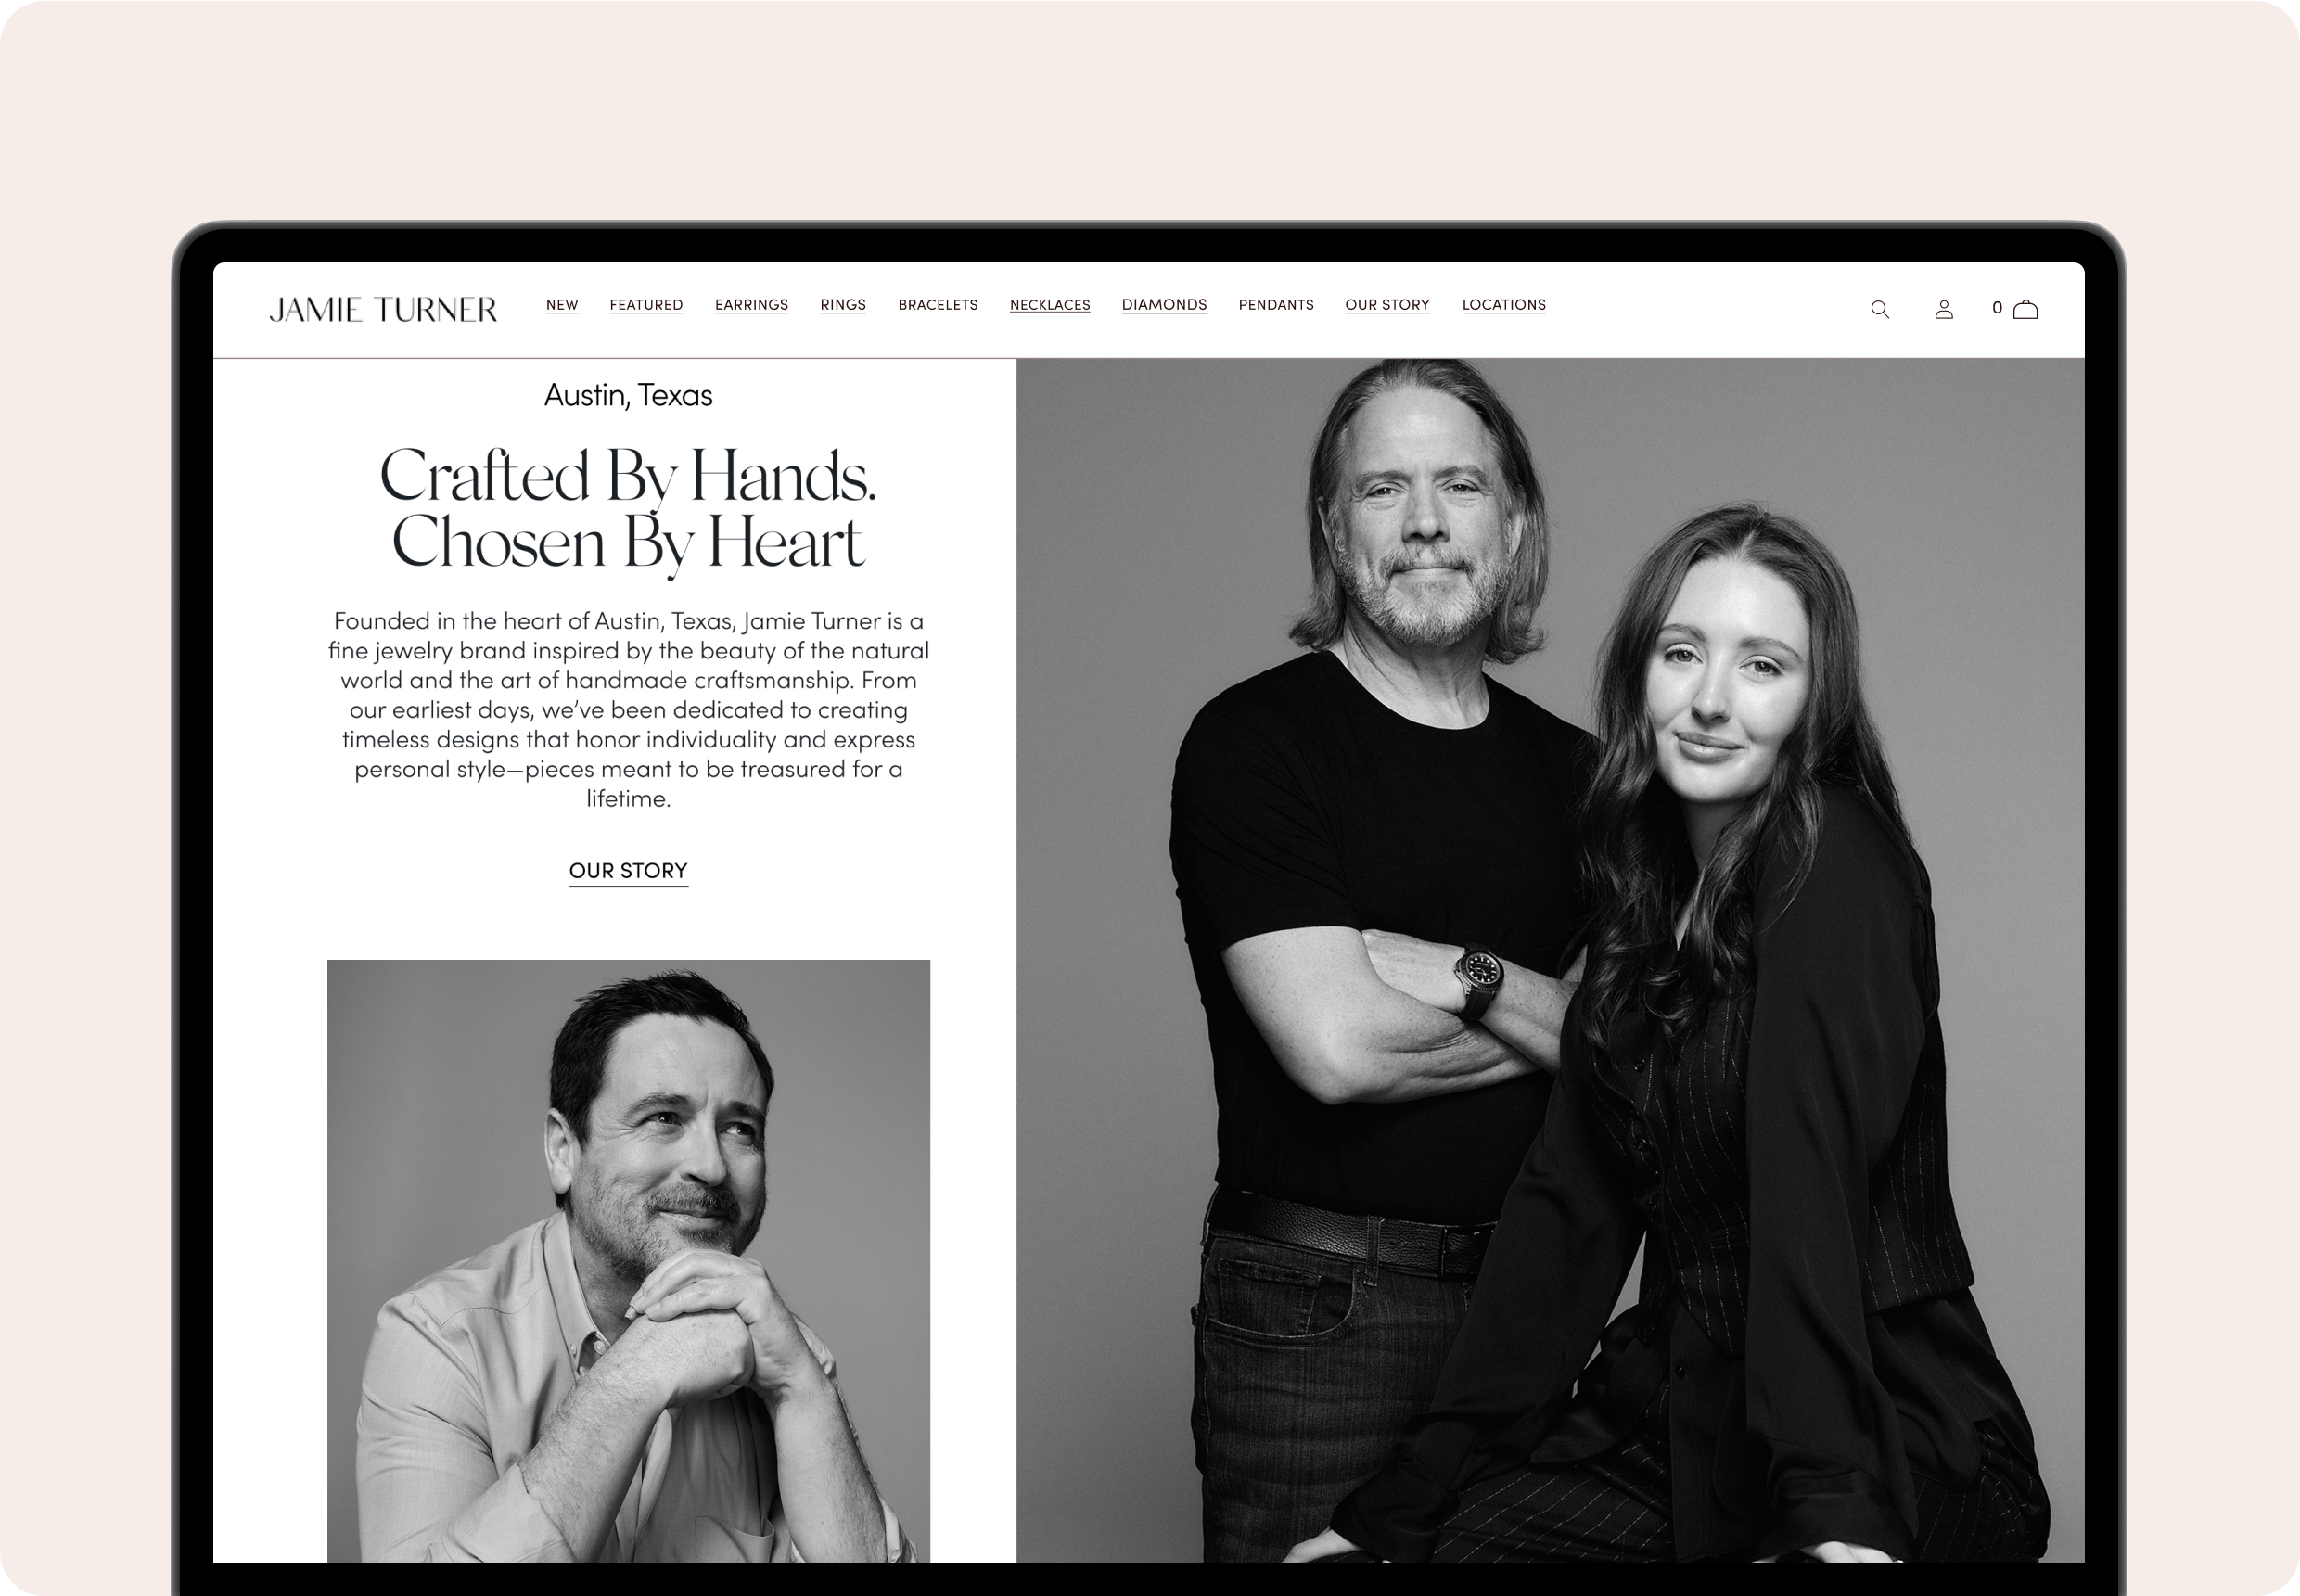 JAMIE TURNER NEW FEATURED EARRINGS RINGS BRACELETS NECKLACES DIAMONDS PENDANTS OUR STORY LOCATIONS 0
Austin, Texas
Crafted By Hands.
Chosen By Heart
Founded in the heart of Austin, Texas, Jamie Turner is a
fine jewelry brand inspired by the beauty of the natural
world and the art of handmade craftsmanship. From
our earliest days, we’ve been dedicated to creating
timeless designs that honor individuality and express
personal style—pieces meant to be treasured for a
lifetime.
OUR STORY